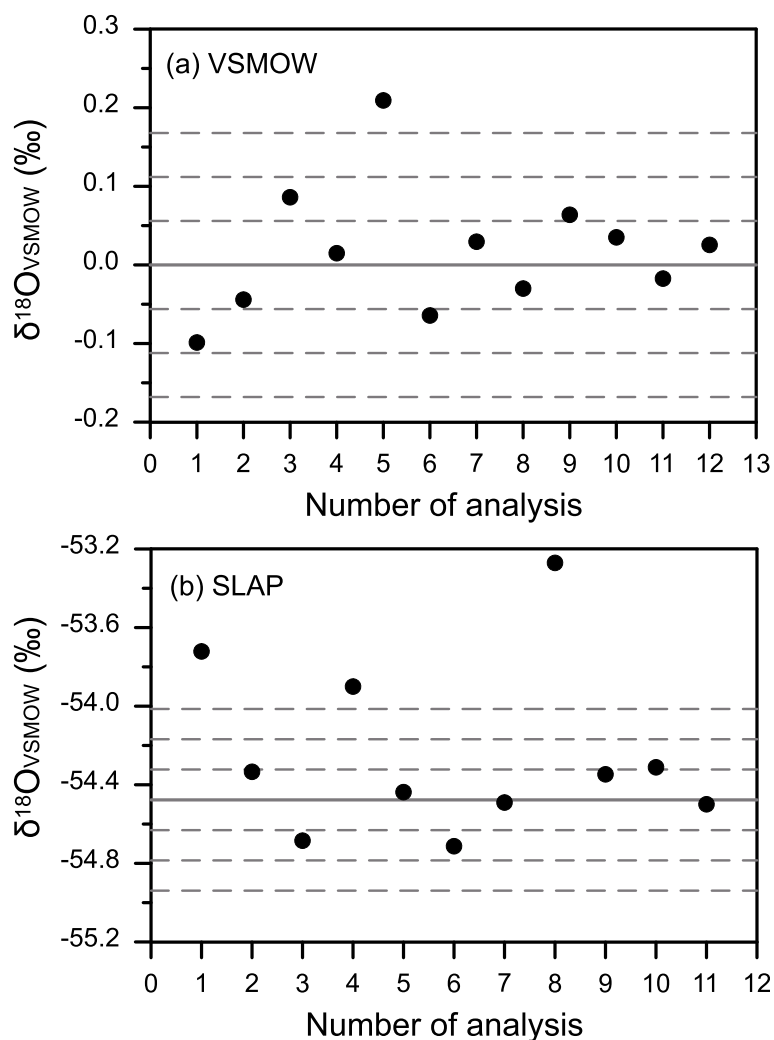 0.3
(a) VSMOW
0.2
0.1
0.0
-0.1
-0.2
δ18OVSMOW (‰)
0 1 2 3 4 5 6 7 8 9 10 11 12 13
Number of analysis
-53.2
(b) SLAP
-53.6
-54.0
-54.4
-54.8
-55.2
δ18OVSMOW (‰)
0 1 2 3 4 5 6 7 8 9 10 11 12
Number of analysis